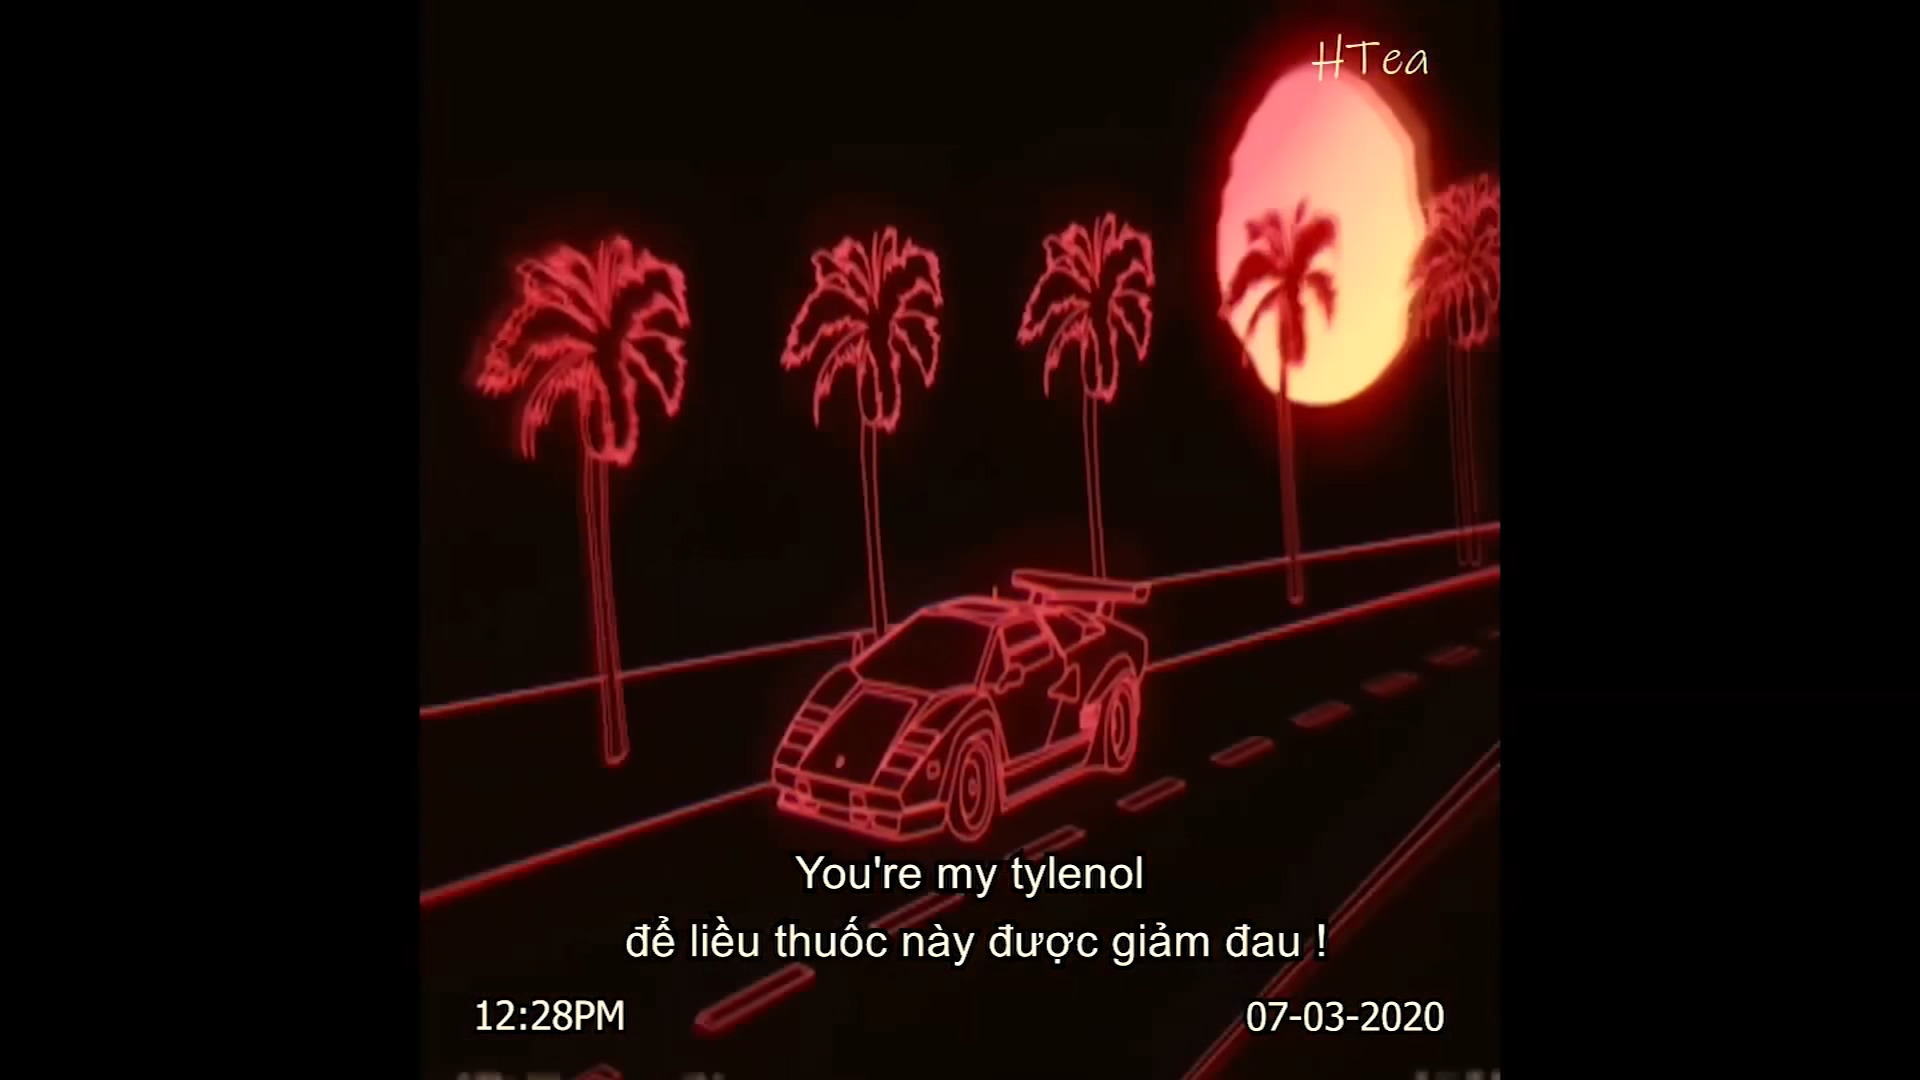 HTea
You're my tylenol
để liều thuốc này được giảm đau !
12:28PM
07-03-2020